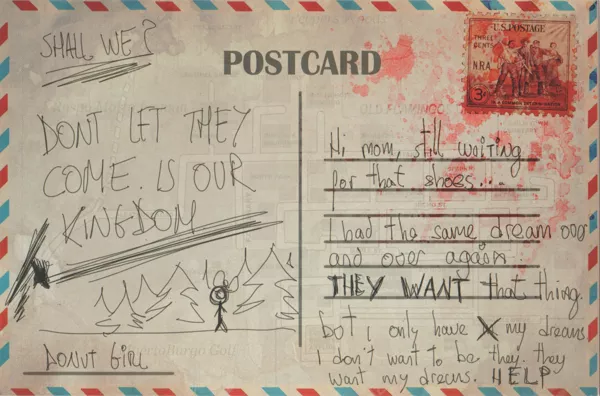 SHALL WE?
DONT LET THEY
COME. IS OUR
KINGDOM
DONUT GIRL
POSTCARD
U.S. POSTAGE
THREE
CENTS
NRA
3¢
OLD FLAMINGO
Hi mom, still waiting
for that shoes...
I had the same dream over
and over again:
THEY WANT that thing.
but i only have X my dreams
I don't want to be they. they
want my dreams. HELP